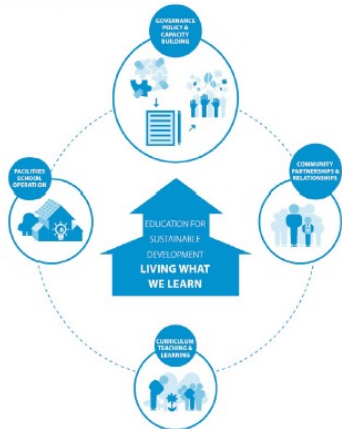 GOVERNANCE
POLICY &
CAPACITY
BUILDING
FACILITIES
SCHOOL
OPERATION
COMMUNITY
PARTNERSHIPS &
RELATIONSHIPS
EDUCATION FOR
SUSTAINABLE
DEVELOPMENT
LIVING WHAT
WE LEARN
CURRICULUM
TEACHING &
LEARNING